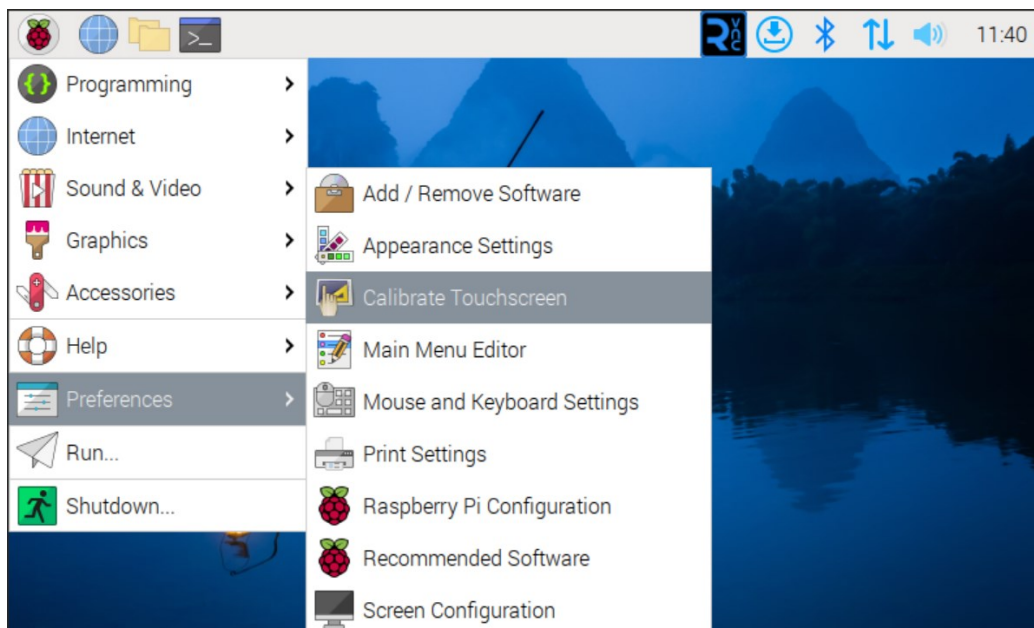 >_
VNC
11:40
Programming
Internet
Sound & Video
Graphics
Accessories
Help
Preferences
Run...
Shutdown...
Add / Remove Software
Appearance Settings
Calibrate Touchscreen
Main Menu Editor
Mouse and Keyboard Settings
Print Settings
Raspberry Pi Configuration
Recommended Software
Screen Configuration